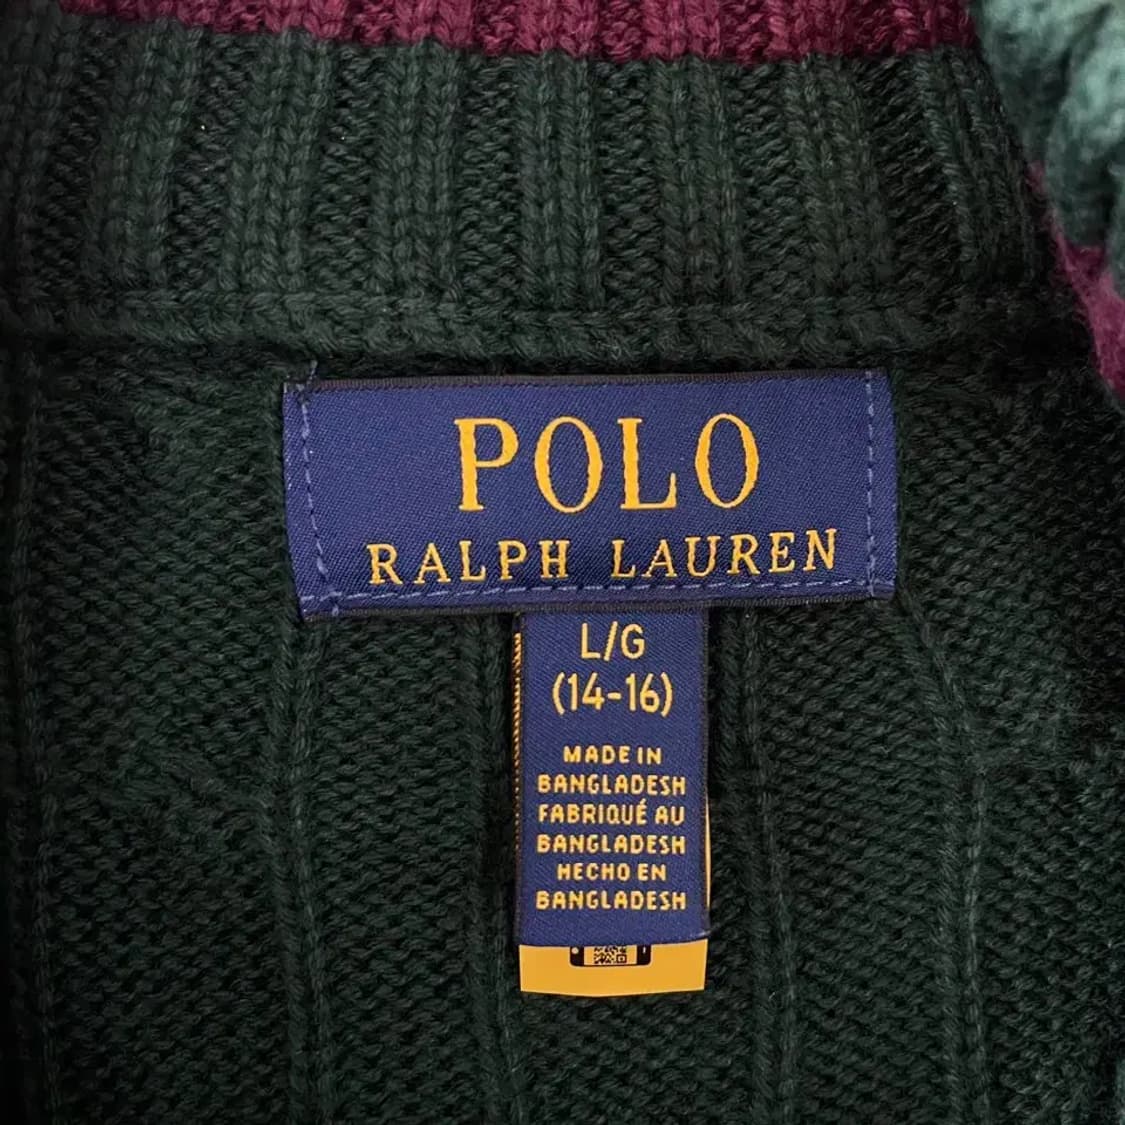 POLO
RALPH LAUREN
L/G
(14-16)
MADE IN
BANGLADESH
FABRIQUÉ AU
BANGLADESH
HECHO EN
BANGLADESH